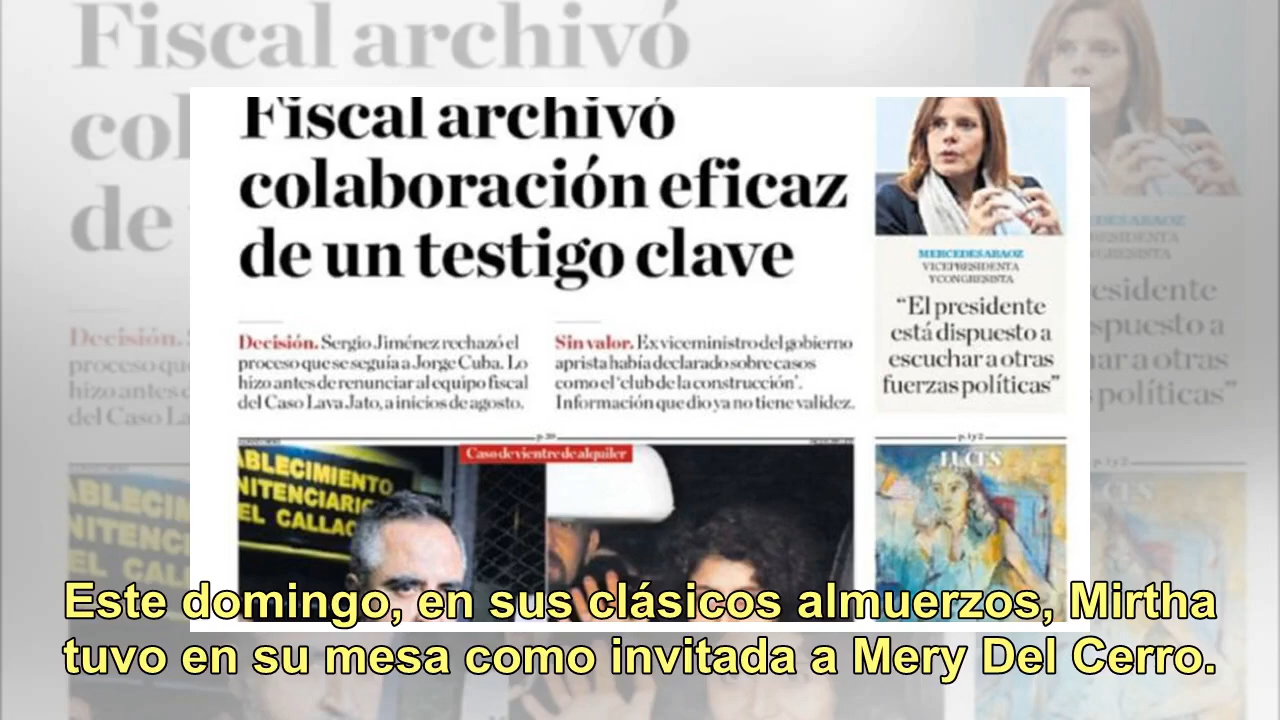 Fiscal archivó
colaboración eficaz
de un testigo clave
Decisión. Sergio Jiménez rechazó el
proceso que se seguía a Jorge Cuba. Lo
hizo antes de renunciar al equipo fiscal
del Caso Lava Jato, a inicios de agosto.
Sin valor. Ex viceministro del gobierno
aprista había declarado sobre casos
como el ‘club de la construcción’.
Información que dio ya no tiene validez.
MERCEDES ARAOZ
VICEPRESIDENTA
Y CONGRESISTA
“El presidente
está dispuesto a
escuchar a otras
fuerzas políticas”
Caso de vientre de alquiler
ABLECIMIENTO
NITENCIARIO
EL CALLAO
LUCES
Este domingo, en sus clásicos almuerzos, Mirtha
tuvo en su mesa como invitada a Mery Del Cerro.